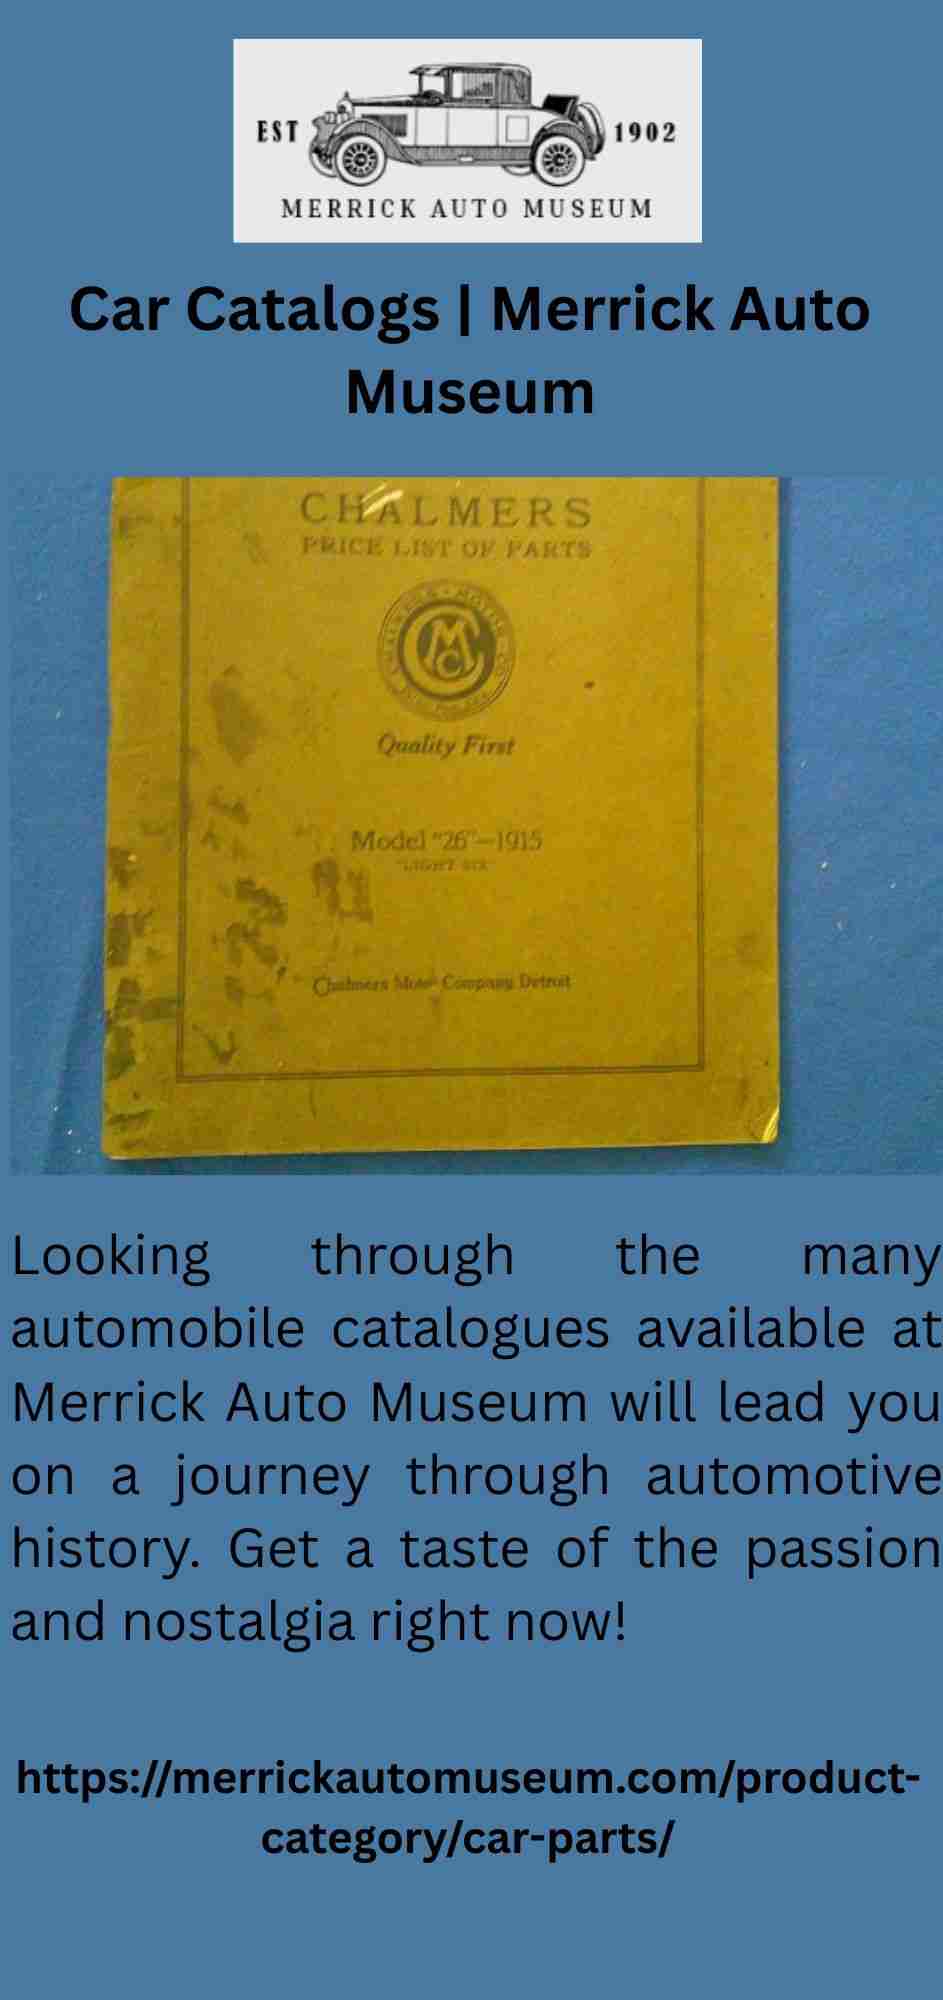 EST 1902
MERRICK AUTO MUSEUM
Car Catalogs | Merrick Auto
Museum
CHALMERS
PRICE LIST OF PARTS
Quality First
Model "26"—1915
"LIGHT SIX"
Chalmers Motor Company Detroit
Looking through the many
automobile catalogues available at
Merrick Auto Museum will lead you
on a journey through automotive
history. Get a taste of the passion
and nostalgia right now!
https://merrickautomuseum.com/product-
category/car-parts/